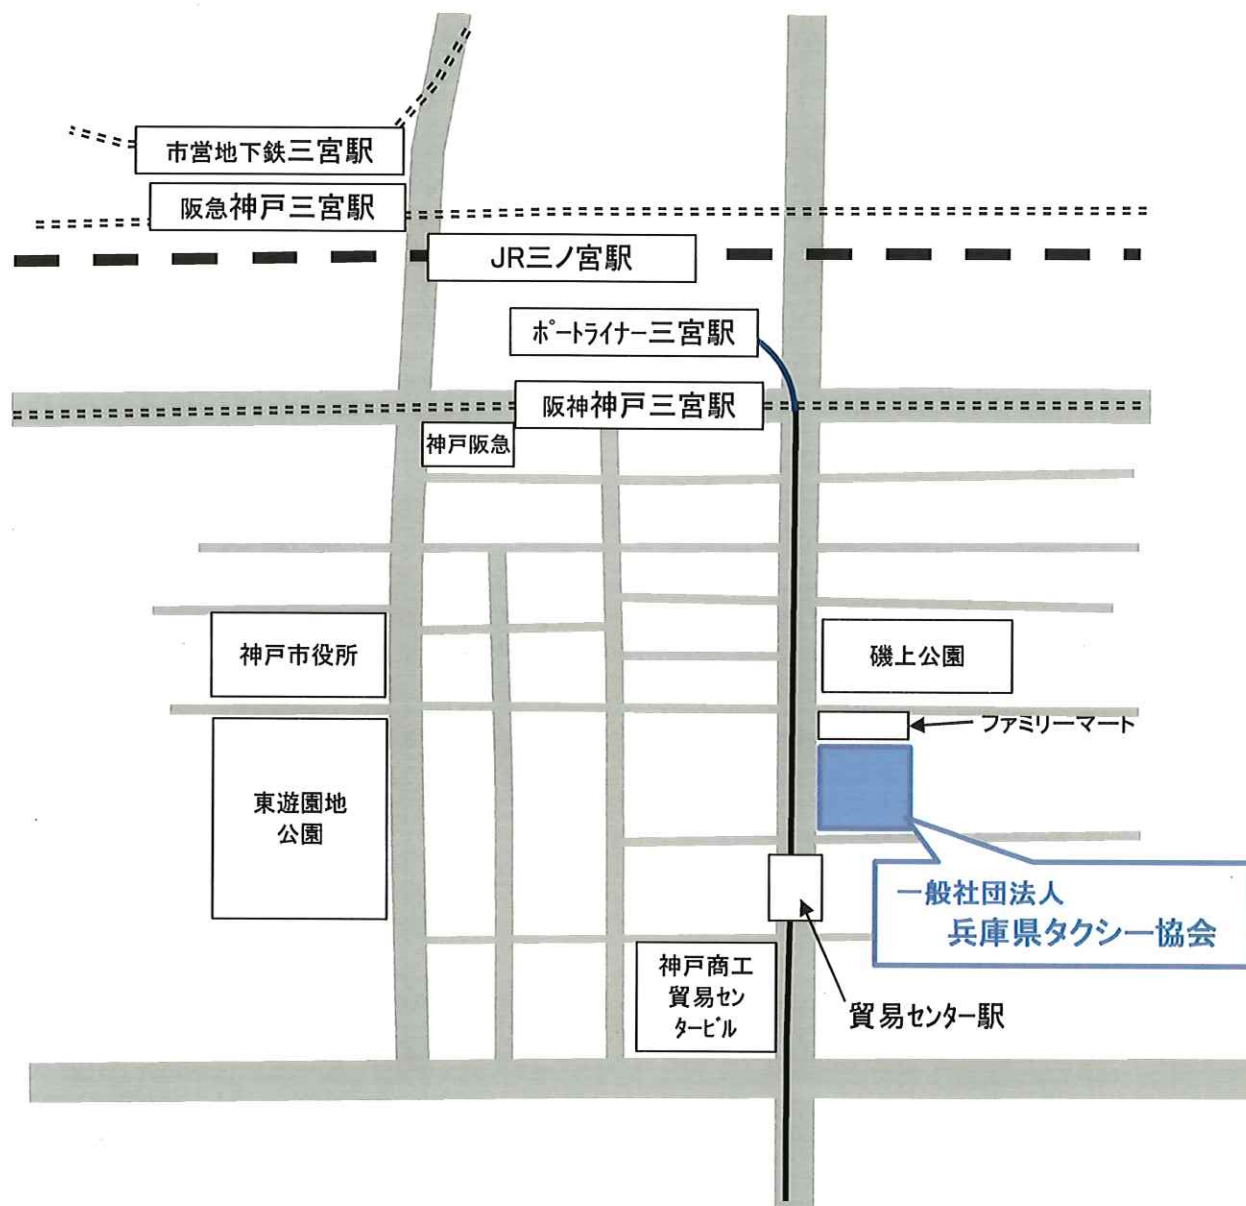 市営地下鉄三宮駅
阪急神戸三宮駅
JR三ノ宮駅
ポートライナー三宮駅
阪神神戸三宮駅
神戸阪急
神戸市役所
磯上公園
ファミリーマート
東遊園地
公園
一般社団法人
兵庫県タクシー協会
神戸商工
貿易セン
タービル
貿易センター駅